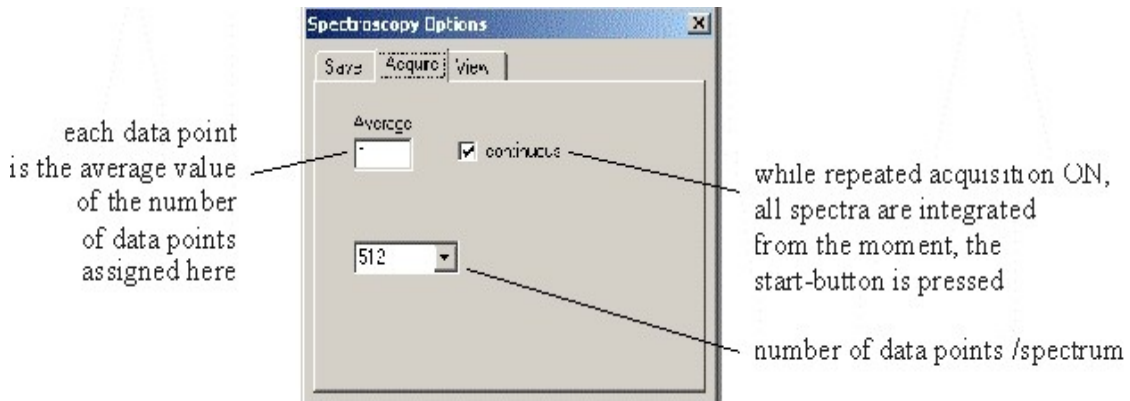 Spectroscopy Options
Save Acquire View
Average
continuous
512
each data point
is the average value
of the number
of data points
assigned here
while repeated acquisition ON,
all spectra are integrated
from the moment, the
start-button is pressed
number of data points /spectrum